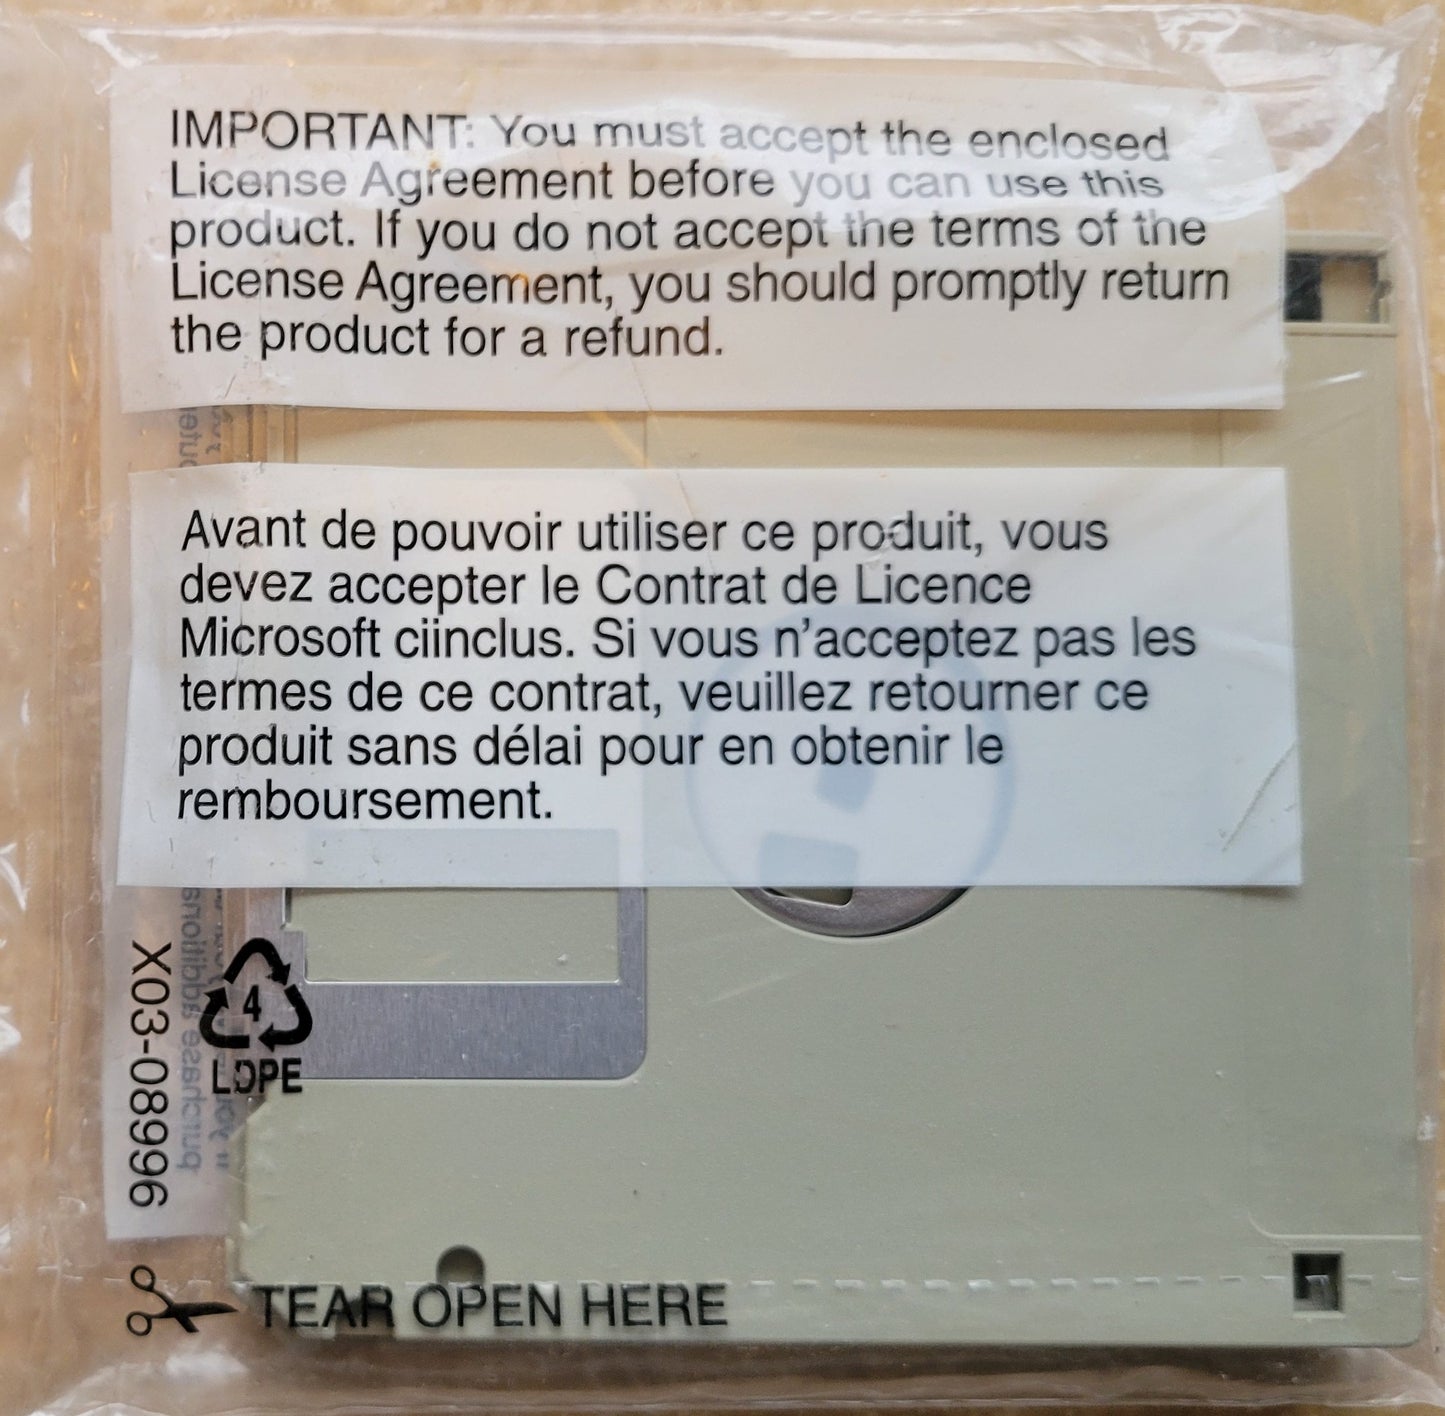 IMPORTANT: You must accept the enclosed
License Agreement before you can use this
product. If you do not accept the terms of the
License Agreement, you should promptly return
the product for a refund.
Avant de pouvoir utiliser ce produit, vous
devez accepter le Contrat de Licence
Microsoft ciinclus. Si vous n'acceptez pas les
termes de ce contrat, veuillez retourner ce
produit sans délai pour en obtenir le
remboursement.
X03-08996
purchase additional
4
LDPE
TEAR OPEN HERE